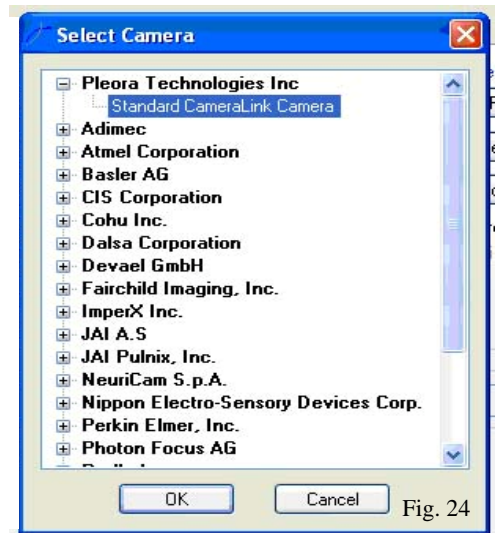 Select Camera
Pleora Technologies Inc
Standard CameraLink Camera
Adimec
Atmel Corporation
Basler AG
CIS Corporation
Cohu Inc.
Dalsa Corporation
Devael GmbH
Fairchild Imaging, Inc.
ImperX Inc.
JAI A.S
JAI Pulnix, Inc.
NeuriCam S.p.A.
Nippon Electro-Sensory Devices Corp.
Perkin Elmer, Inc.
Photon Focus AG
OK
Cancel
Fig. 24